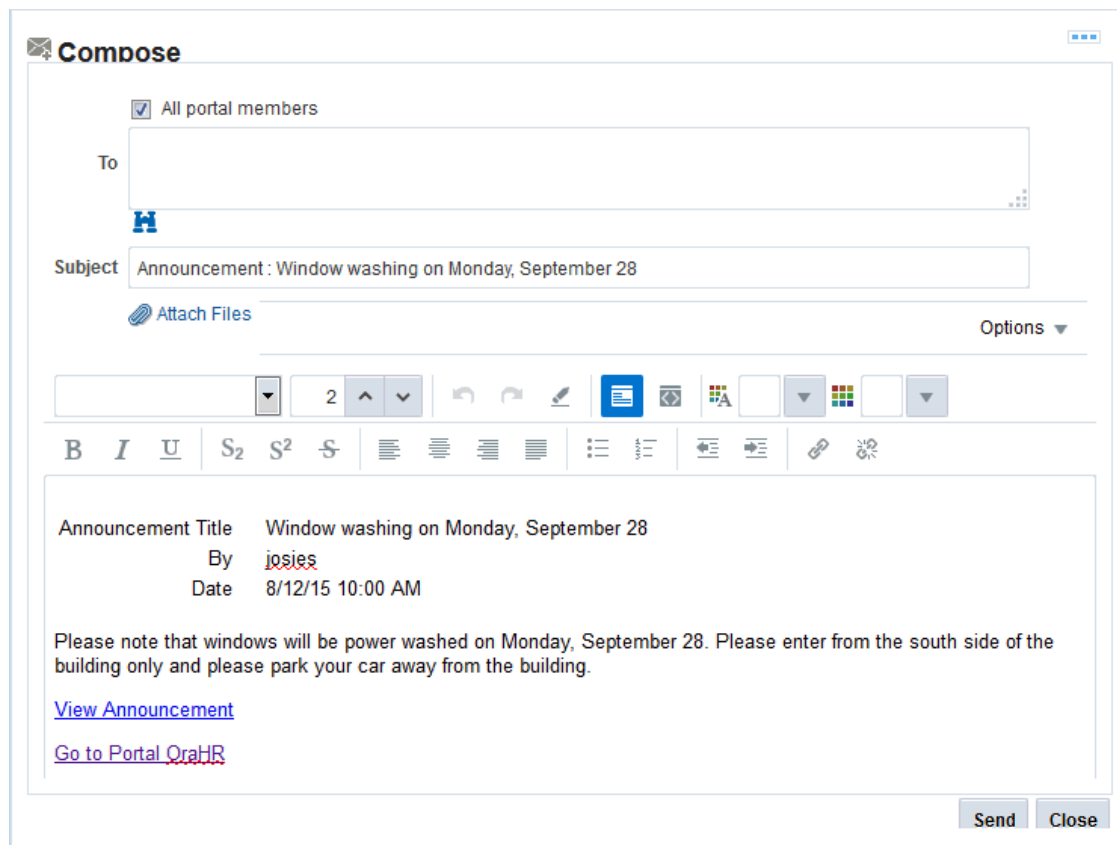 Compose
All portal members
To
Subject Announcement : Window washing on Monday, September 28
Attach Files
Options
2
B I U S2 S2 S
Announcement Title Window washing on Monday, September 28
By josies
Date 8/12/15 10:00 AM
Please note that windows will be power washed on Monday, September 28. Please enter from the south side of the
building only and please park your car away from the building.
View Announcement
Go to Portal OraHR
Send Close